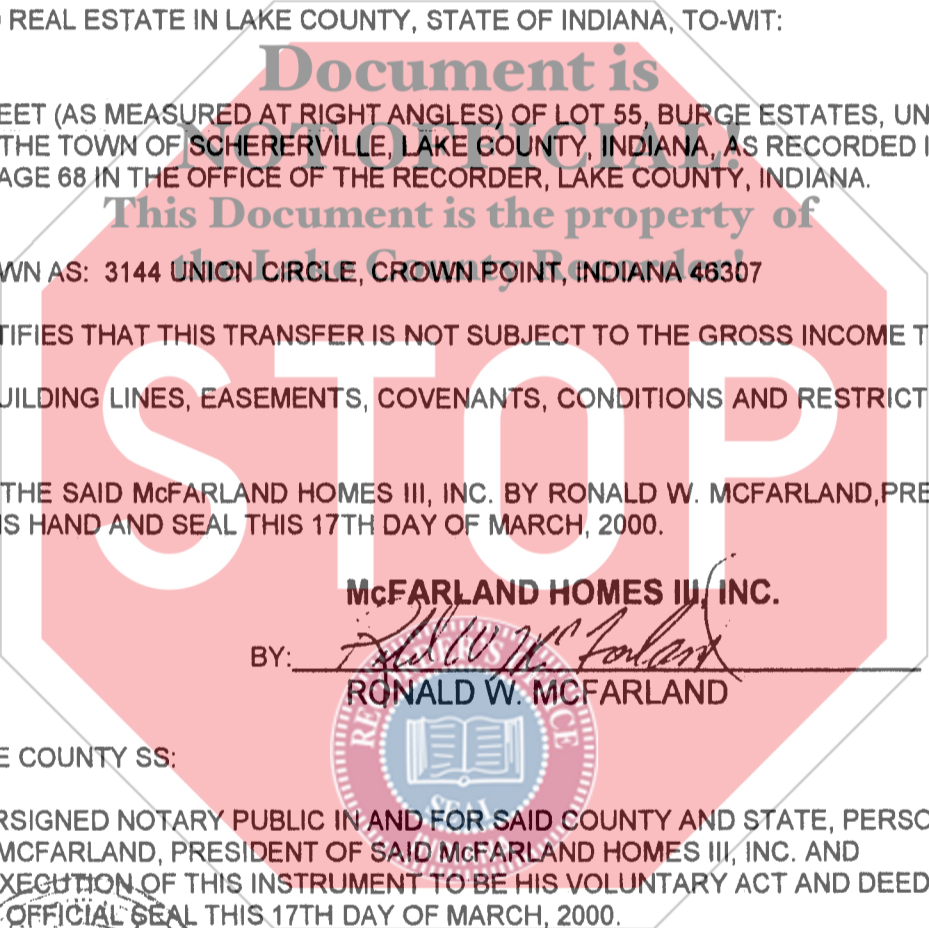 REAL ESTATE IN LAKE COUNTY, STATE OF INDIANA, TO-WIT:
Document is
EET (AS MEASURED AT RIGHT ANGLES) OF LOT 55, BURGE ESTATES, UN
NOT OFFICIAL!
THE TOWN OF SCHERERVILLE, LAKE COUNTY, INDIANA, AS RECORDED I
AGE 68 IN THE OFFICE OF THE RECORDER, LAKE COUNTY, INDIANA.
This Document is the property of
the Lake County Recorder!
WN AS: 3144 UNION CIRCLE, CROWN POINT, INDIANA 46307
TIFIES THAT THIS TRANSFER IS NOT SUBJECT TO THE GROSS INCOME T
UILDING LINES, EASEMENTS, COVENANTS, CONDITIONS AND RESTRICT
STOP
THE SAID McFARLAND HOMES III, INC. BY RONALD W. MCFARLAND,PRE
IS HAND AND SEAL THIS 17TH DAY OF MARCH, 2000.
McFARLAND HOMES III, INC.
BY: Ronald W McFarland
RONALD W. MCFARLAND
RECORDER'S OFFICE
SEAL
E COUNTY SS:
RSIGNED NOTARY PUBLIC IN AND FOR SAID COUNTY AND STATE, PERSO
MCFARLAND, PRESIDENT OF SAID McFARLAND HOMES III, INC. AND
XECUTION OF THIS INSTRUMENT TO BE HIS VOLUNTARY ACT AND DEED
OFFICIAL SEAL THIS 17TH DAY OF MARCH, 2000.